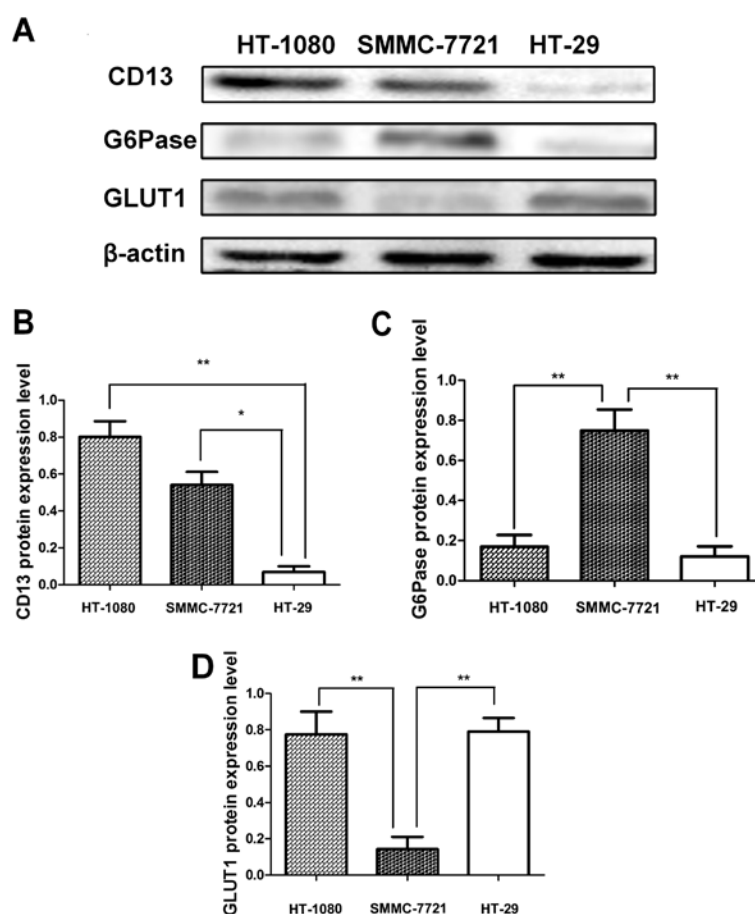 A
HT-1080 SMMC-7721 HT-29
CD13
G6Pase
GLUT1
β-actin
B
CD13 protein expression level
1.0
0.8
0.6
0.4
0.2
0.0
**
*
HT-1080 SMMC-7721 HT-29
C
G6Pase protein expression level
1.0
0.8
0.6
0.4
0.2
0.0
** **
HT-1080 SMMC-7721 HT-29
D
GLUT1 protein expression level
1.0
0.8
0.6
0.4
0.2
0.0
** **
HT-1080 SMMC-7721 HT-29